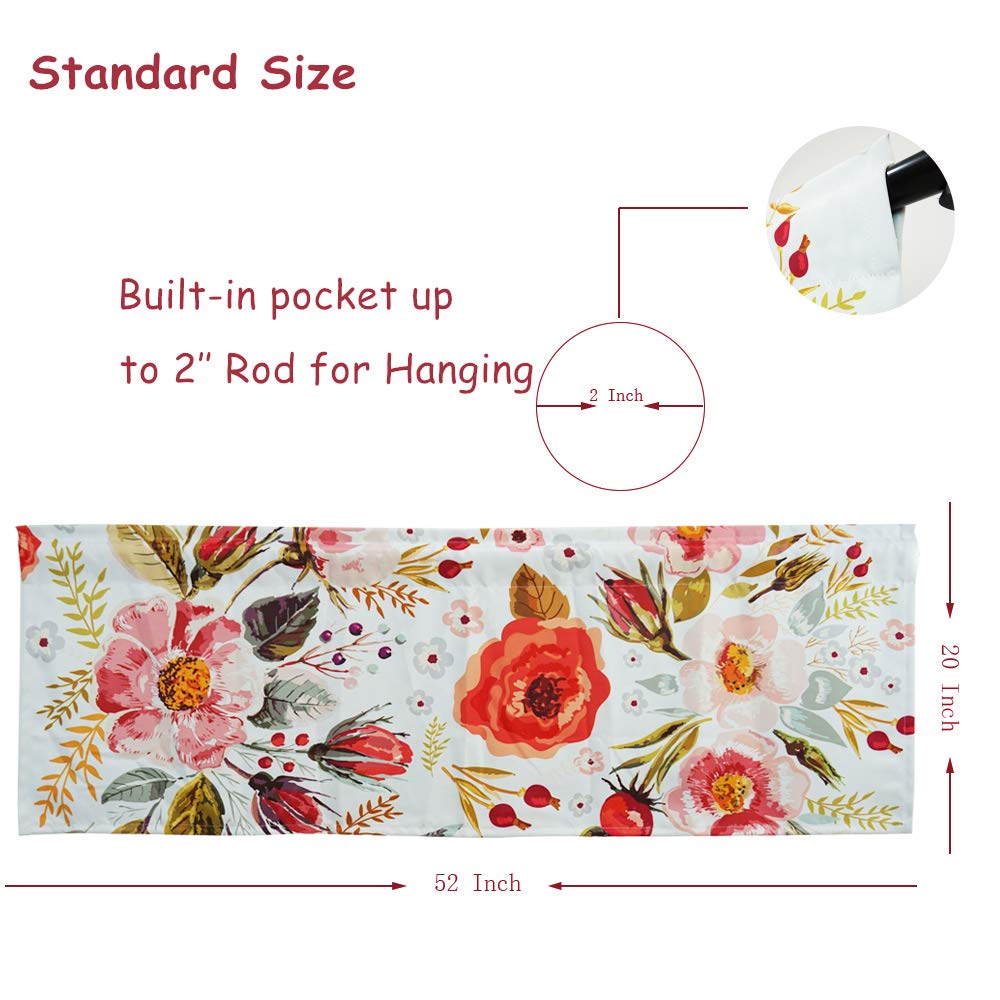 Standard Size
Built-in pocket up
to 2" Rod for Hanging
2 Inch
20 Inch
52 Inch